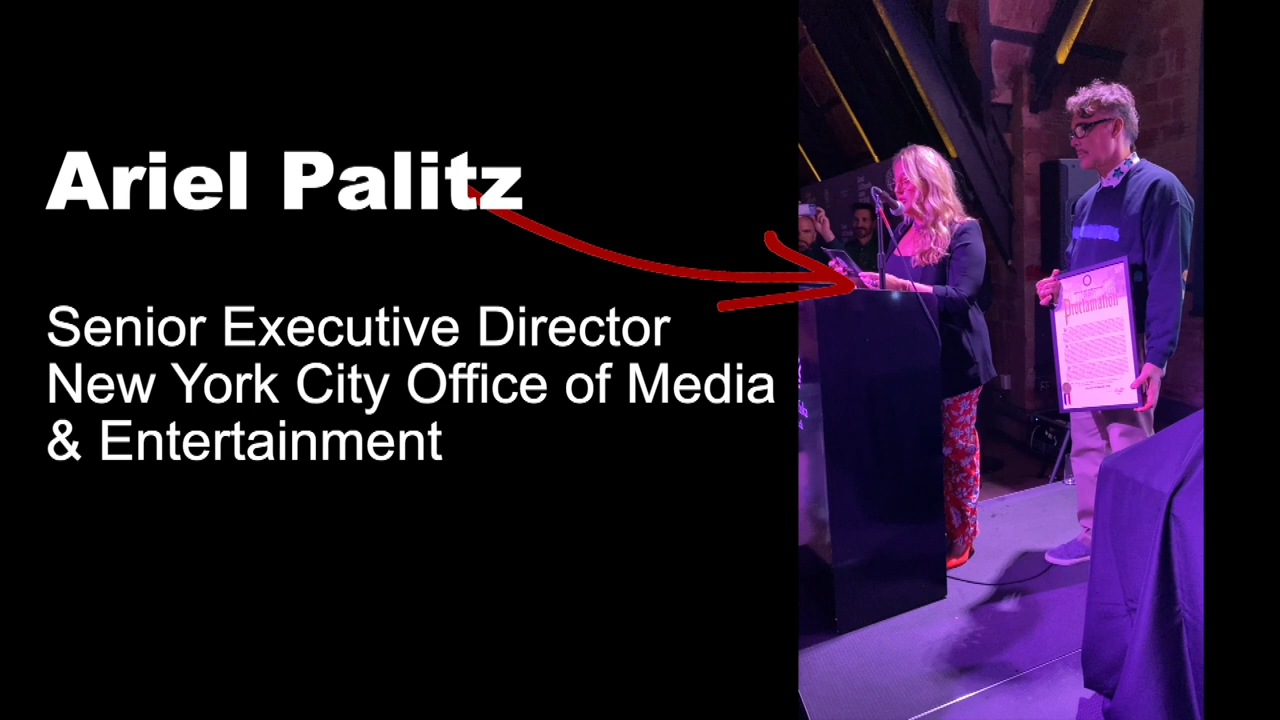 Ariel Palitz
Senior Executive Director
New York City Office of Media
& Entertainment
Proclamation